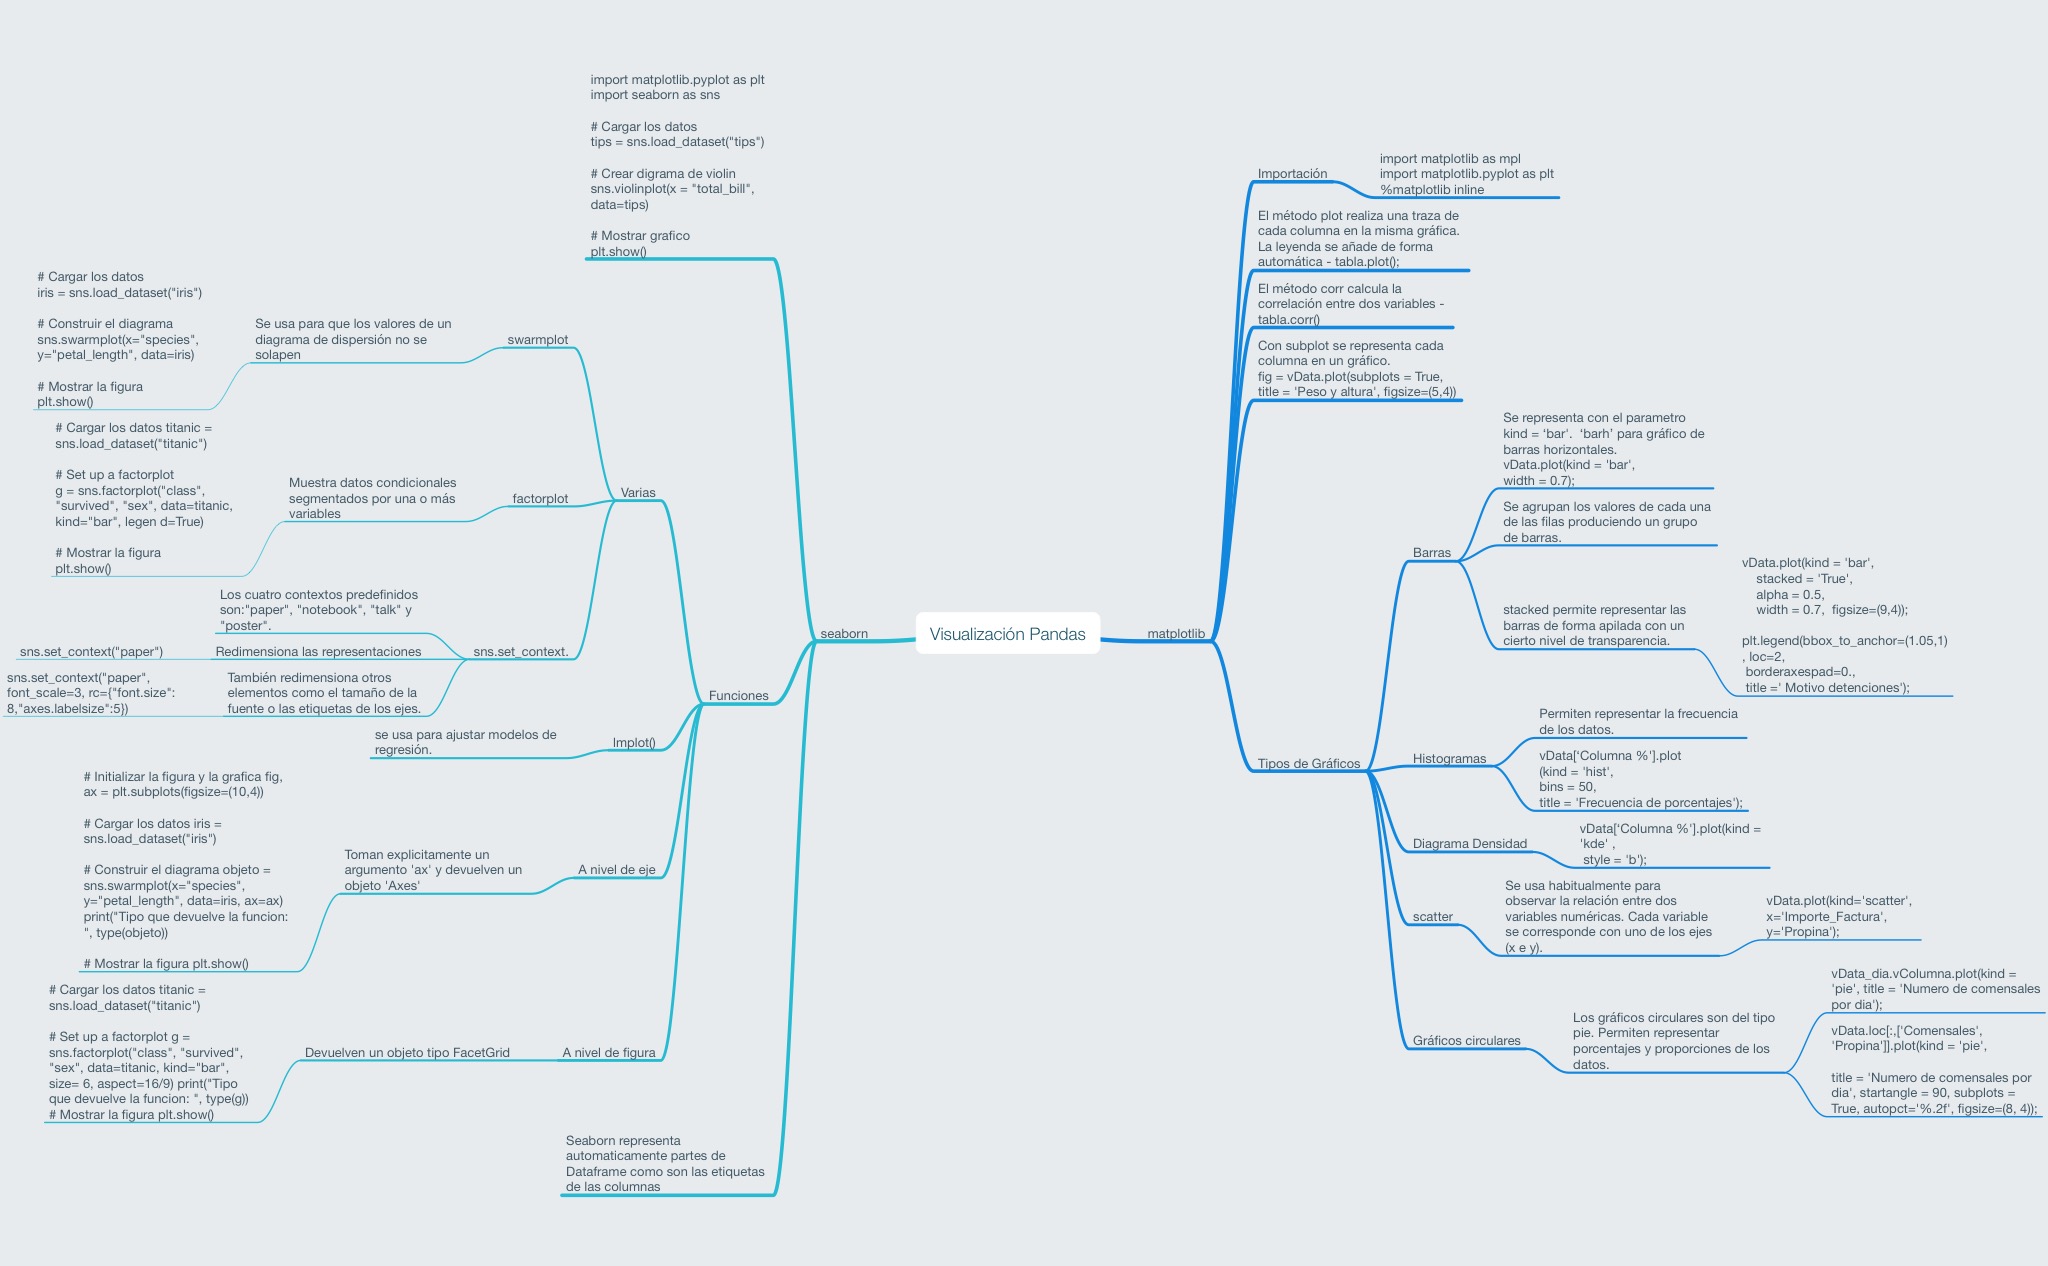 Visualización Pandas
seaborn
import matplotlib.pyplot as plt
import seaborn as sns
# Cargar los datos
tips = sns.load_dataset("tips")
# Crear digrama de violin
sns.violinplot(x = "total_bill",
data=tips)
# Mostrar grafico
plt.show()
Funciones
Varias
swarmplot
Se usa para que los valores de un
diagrama de dispersión no se
solapen
# Cargar los datos
iris = sns.load_dataset("iris")
# Construir el diagrama
sns.swarmplot(x="species",
y="petal_length", data=iris)
# Mostrar la figura
plt.show()
factorplot
Muestra datos condicionales
segmentados por una o más
variables
# Cargar los datos titanic =
sns.load_dataset("titanic")
# Set up a factorplot
g = sns.factorplot("class",
"survived", "sex", data=titanic,
kind="bar", legen d=True)
# Mostrar la figura
plt.show()
sns.set_context.
Los cuatro contextos predefinidos
son:"paper", "notebook", "talk" y
"poster".
Redimensiona las representaciones
sns.set_context("paper")
También redimensiona otros
elementos como el tamaño de la
fuente o las etiquetas de los ejes.
sns.set_context("paper",
font_scale=3, rc={"font.size":
8,"axes.labelsize":5})
lmplot()
se usa para ajustar modelos de
regresión.
A nivel de eje
Toman explicitamente un
argumento 'ax' y devuelven un
objeto 'Axes'
# Initializar la figura y la grafica fig,
ax = plt.subplots(figsize=(10,4))
# Cargar los datos iris =
sns.load_dataset("iris")
# Construir el diagrama objeto =
sns.swarmplot(x="species",
y="petal_length", data=iris, ax=ax)
print("Tipo que devuelve la funcion:
", type(objeto))
# Mostrar la figura plt.show()
A nivel de figura
Devuelven un objeto tipo FacetGrid
# Cargar los datos titanic =
sns.load_dataset("titanic")
# Set up a factorplot g =
sns.factorplot("class", "survived",
"sex", data=titanic, kind="bar",
size= 6, aspect=16/9) print("Tipo
que devuelve la funcion: ", type(g))
# Mostrar la figura plt.show()
Seaborn representa
automaticamente partes de
Dataframe como son las etiquetas
de las columnas
matplotlib
Importación
import matplotlib as mpl
import matplotlib.pyplot as plt
%matplotlib inline
El método plot realiza una traza de
cada columna en la misma gráfica.
La leyenda se añade de forma
automática - tabla.plot();
El método corr calcula la
correlación entre dos variables -
tabla.corr()
Con subplot se representa cada
columna en un gráfico.
fig = vData.plot(subplots = True,
title = 'Peso y altura', figsize=(5,4))
Tipos de Gráficos
Barras
Se representa con el parametro
kind = ‘bar'.  ‘barh’ para gráfico de
barras horizontales.
vData.plot(kind = 'bar',
width = 0.7);
Se agrupan los valores de cada una
de las filas produciendo un grupo
de barras.
stacked permite representar las
barras de forma apilada con un
cierto nivel de transparencia.
vData.plot(kind = 'bar',
stacked = 'True',
alpha = 0.5,
width = 0.7,  figsize=(9,4));
plt.legend(bbox_to_anchor=(1.05,1)
, loc=2,
borderaxespad=0.,
title =' Motivo detenciones');
Histogramas
Permiten representar la frecuencia
de los datos.
vData['Columna %'].plot
(kind = 'hist',
bins = 50,
title = 'Frecuencia de porcentajes');
Diagrama Densidad
vData['Columna %'].plot(kind =
'kde' ,
style = 'b');
scatter
Se usa habitualmente para
observar la relación entre dos
variables numéricas. Cada variable
se corresponde con uno de los ejes
(x e y).
vData.plot(kind='scatter',
x='Importe_Factura',
y='Propina');
Gráficos circulares
Los gráficos circulares son del tipo
pie. Permiten representar
porcentajes y proporciones de los
datos.
vData_dia.vColumna.plot(kind =
'pie', title = 'Numero de comensales
por dia');
vData.loc[:,['Comensales',
'Propina']].plot(kind = 'pie',
title = 'Numero de comensales por
dia', startangle = 90, subplots =
True, autopct='%.2f', figsize=(8, 4));